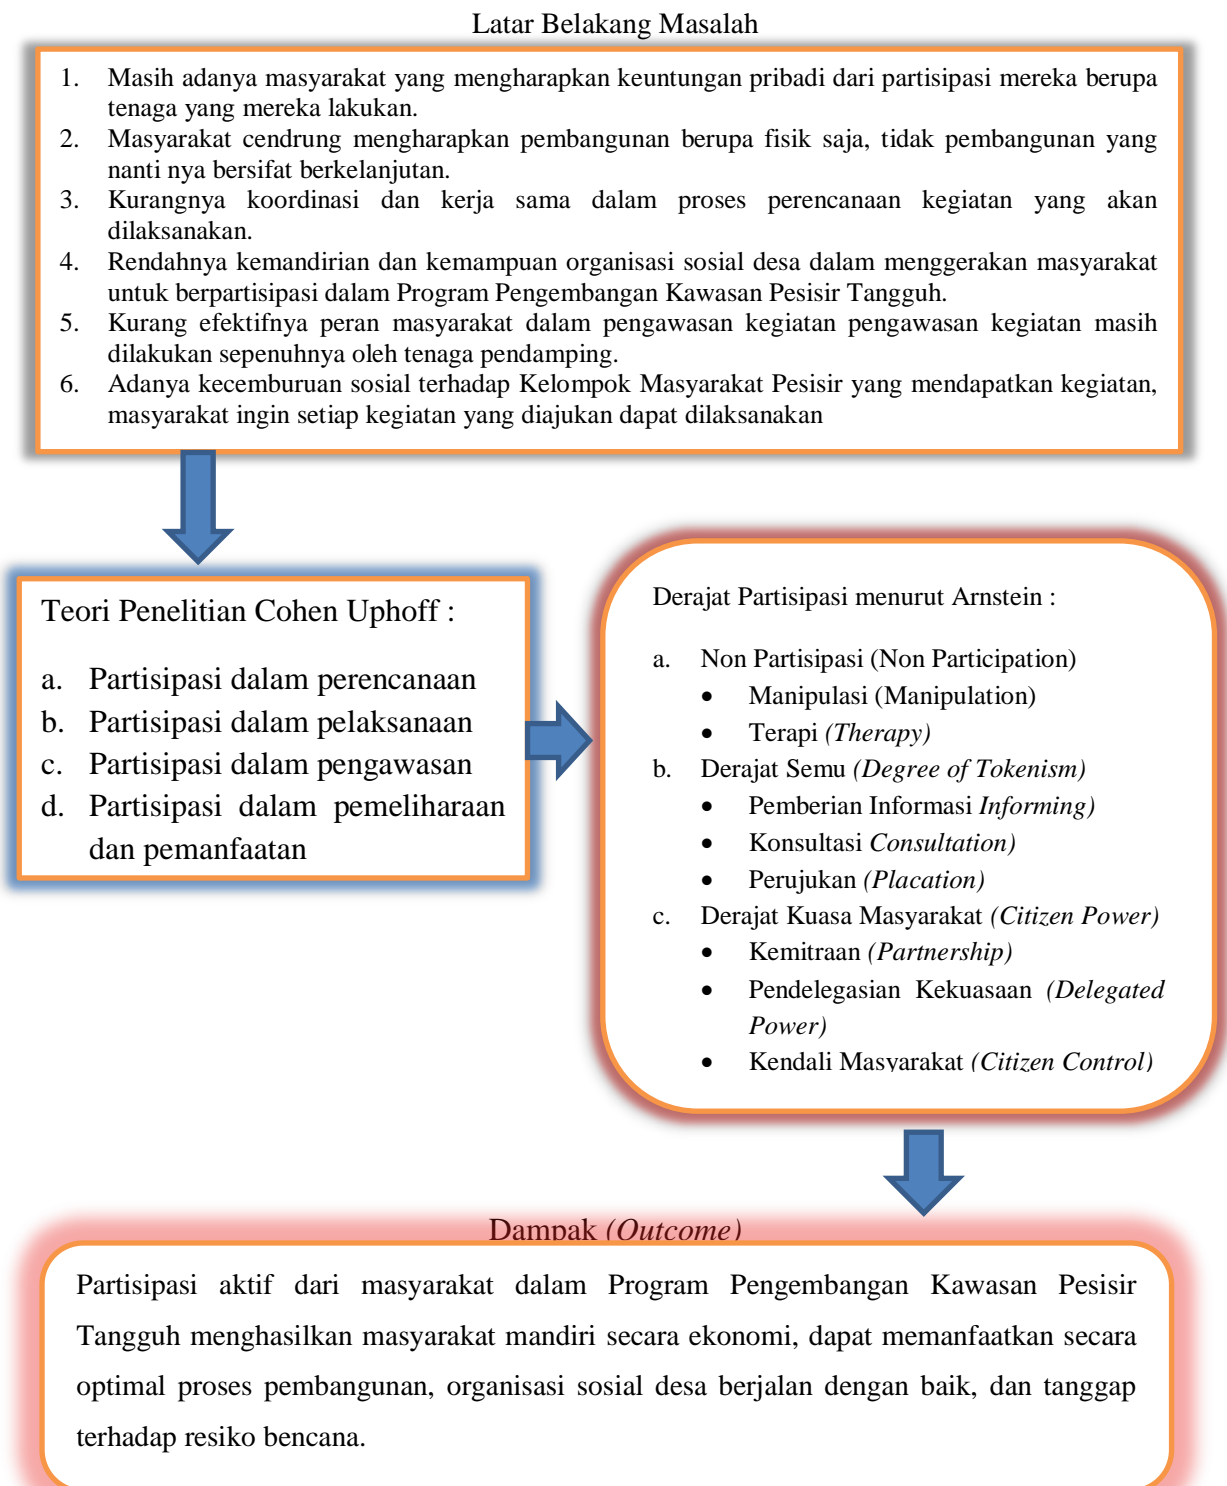 Latar Belakang Masalah
1. Masih adanya masyarakat yang mengharapkan keuntungan pribadi dari partisipasi mereka berupa
tenaga yang mereka lakukan.
2. Masyarakat cendrung mengharapkan pembangunan berupa fisik saja, tidak pembangunan yang
nanti nya bersifat berkelanjutan.
3. Kurangnya koordinasi dan kerja sama dalam proses perencanaan kegiatan yang akan
dilaksanakan.
4. Rendahnya kemandirian dan kemampuan organisasi sosial desa dalam menggerakan masyarakat
untuk berpartisipasi dalam Program Pengembangan Kawasan Pesisir Tangguh.
5. Kurang efektifnya peran masyarakat dalam pengawasan kegiatan pengawasan kegiatan masih
dilakukan sepenuhnya oleh tenaga pendamping.
6. Adanya kecemburuan sosial terhadap Kelompok Masyarakat Pesisir yang mendapatkan kegiatan,
masyarakat ingin setiap kegiatan yang diajukan dapat dilaksanakan
Teori Penelitian Cohen Uphoff :
a. Partisipasi dalam perencanaan
b. Partisipasi dalam pelaksanaan
c. Partisipasi dalam pengawasan
d. Partisipasi dalam pemeliharaan
dan pemanfaatan
Derajat Partisipasi menurut Arnstein :
a. Non Partisipasi (Non Participation)
• Manipulasi (Manipulation)
• Terapi (Therapy)
b. Derajat Semu (Degree of Tokenism)
• Pemberian Informasi Informing)
• Konsultasi Consultation)
• Perujukan (Placation)
c. Derajat Kuasa Masyarakat (Citizen Power)
• Kemitraan (Partnership)
• Pendelegasian Kekuasaan (Delegated
Power)
• Kendali Masyarakat (Citizen Control)
Dampak (Outcome)
Partisipasi aktif dari masyarakat dalam Program Pengembangan Kawasan Pesisir
Tangguh menghasilkan masyarakat mandiri secara ekonomi, dapat memanfaatkan secara
optimal proses pembangunan, organisasi sosial desa berjalan dengan baik, dan tanggap
terhadap resiko bencana.